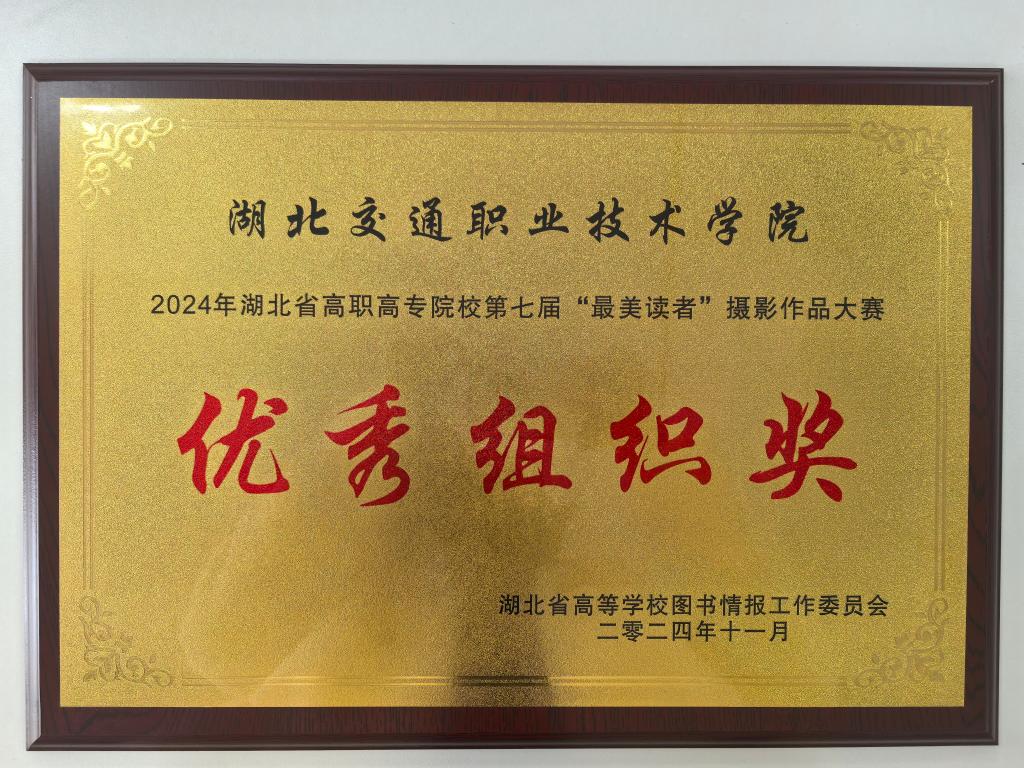 湖北交通职业技术学院
2024年湖北省高职高专院校第七届“最美读者”摄影作品大赛
优秀组织奖
湖北省高等学校图书情报工作委员会
二零二四年十一月